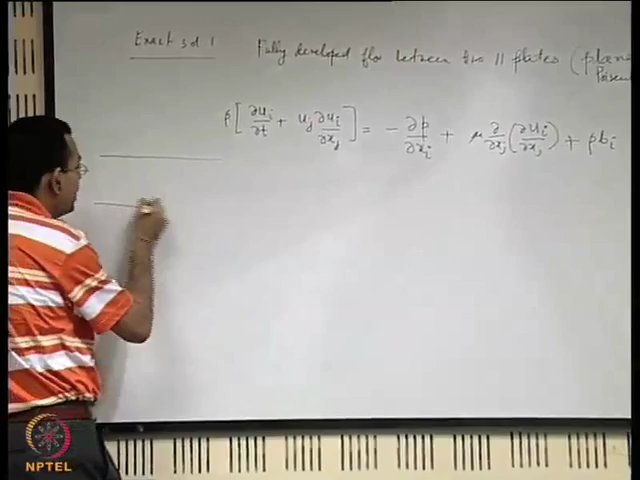 Exact sol 1
Fully developed flow between two || plates (plane Poiseu
ρ[∂u_i/∂t + u_j ∂u_i/∂x_j] = - ∂p/∂x_i + μ ∂/∂x_j (∂u_i/∂x_j) + ρb_i
NPTEL